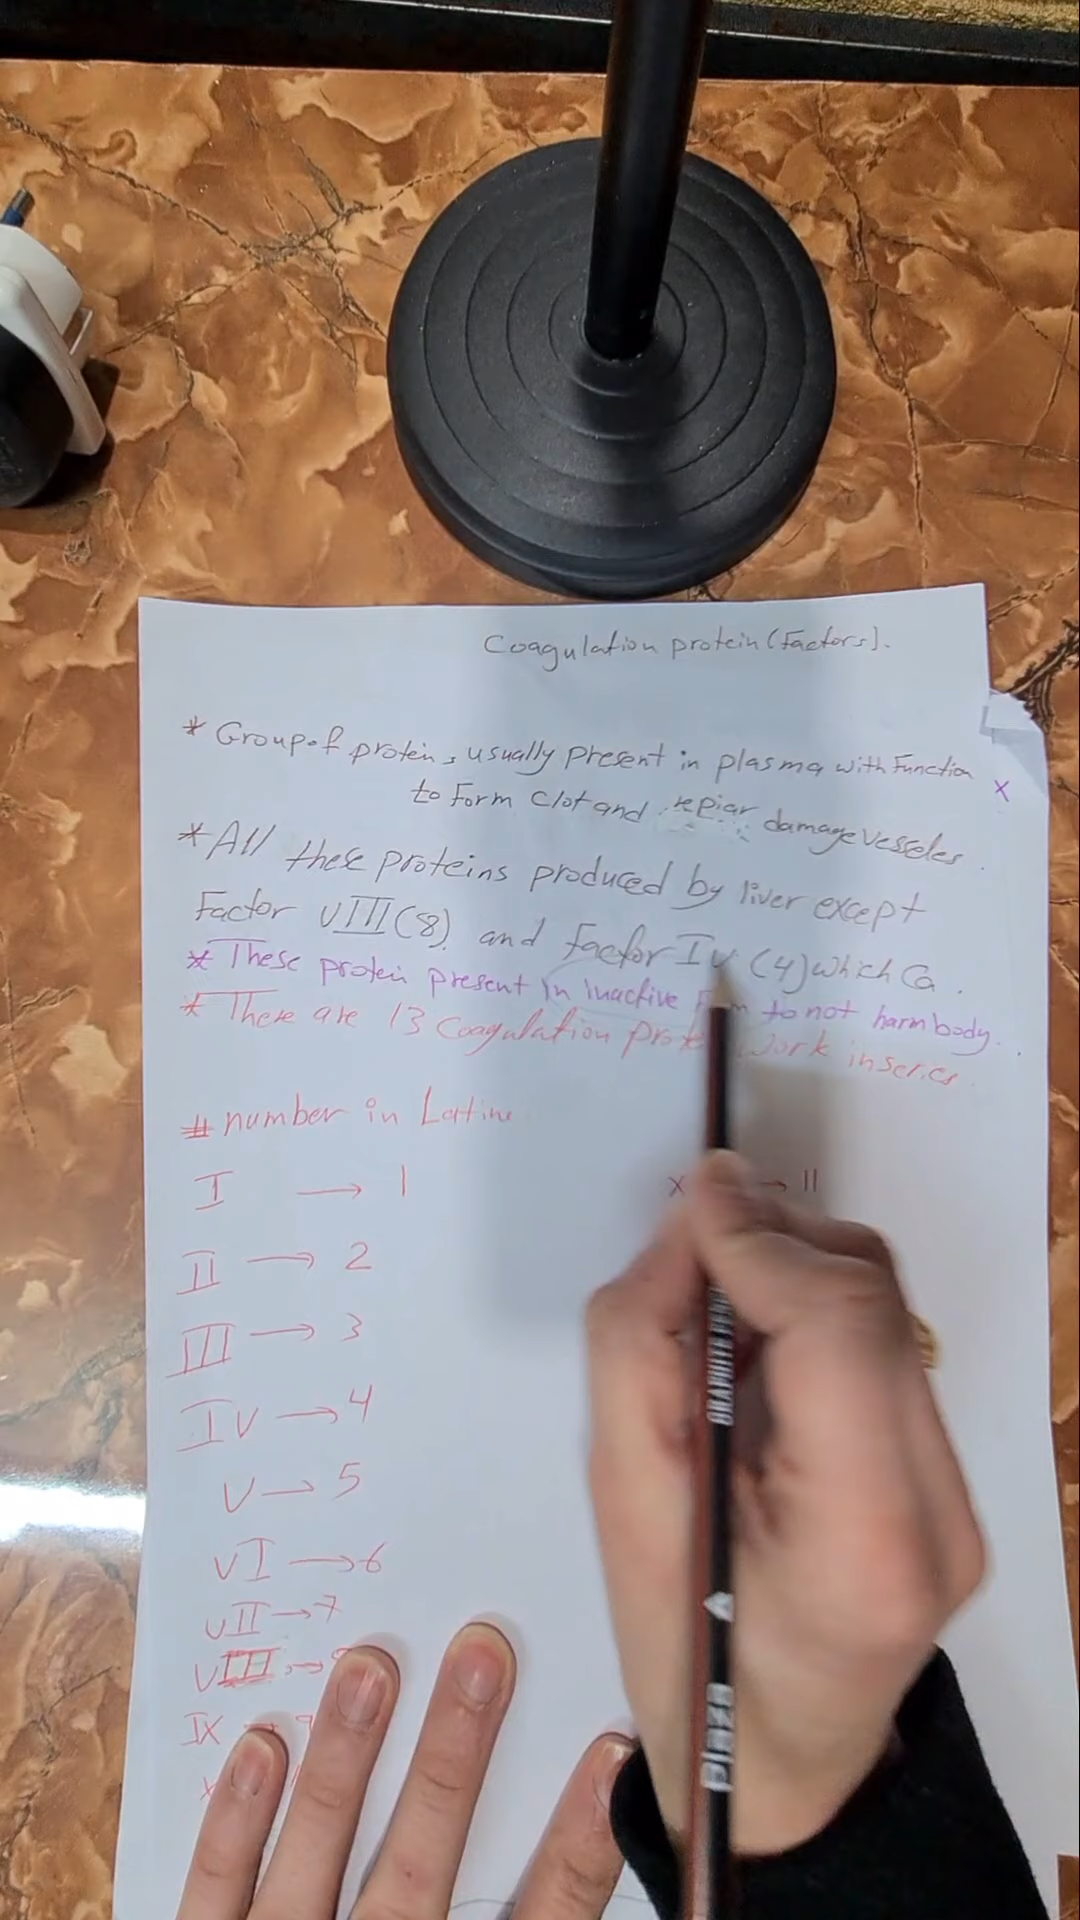 Coagulation protein (Factors).
* Group of protein, usually present in plasma with Function
to Form Clot and repiar damage vesseles.
* All these proteins produced by liver except
Factor VIII (8) and Factor IV (4) which Ca.
* These protein present in inactive to not harm body.
* There are 13 Coagulation work in series
# number in Latine
I → 1
II → 2
III → 3
IV → 4
V → 5
VI → 6
VII → 7
VIII →
IX → 9
x
x → 11
x
GRAPHITE
plaza